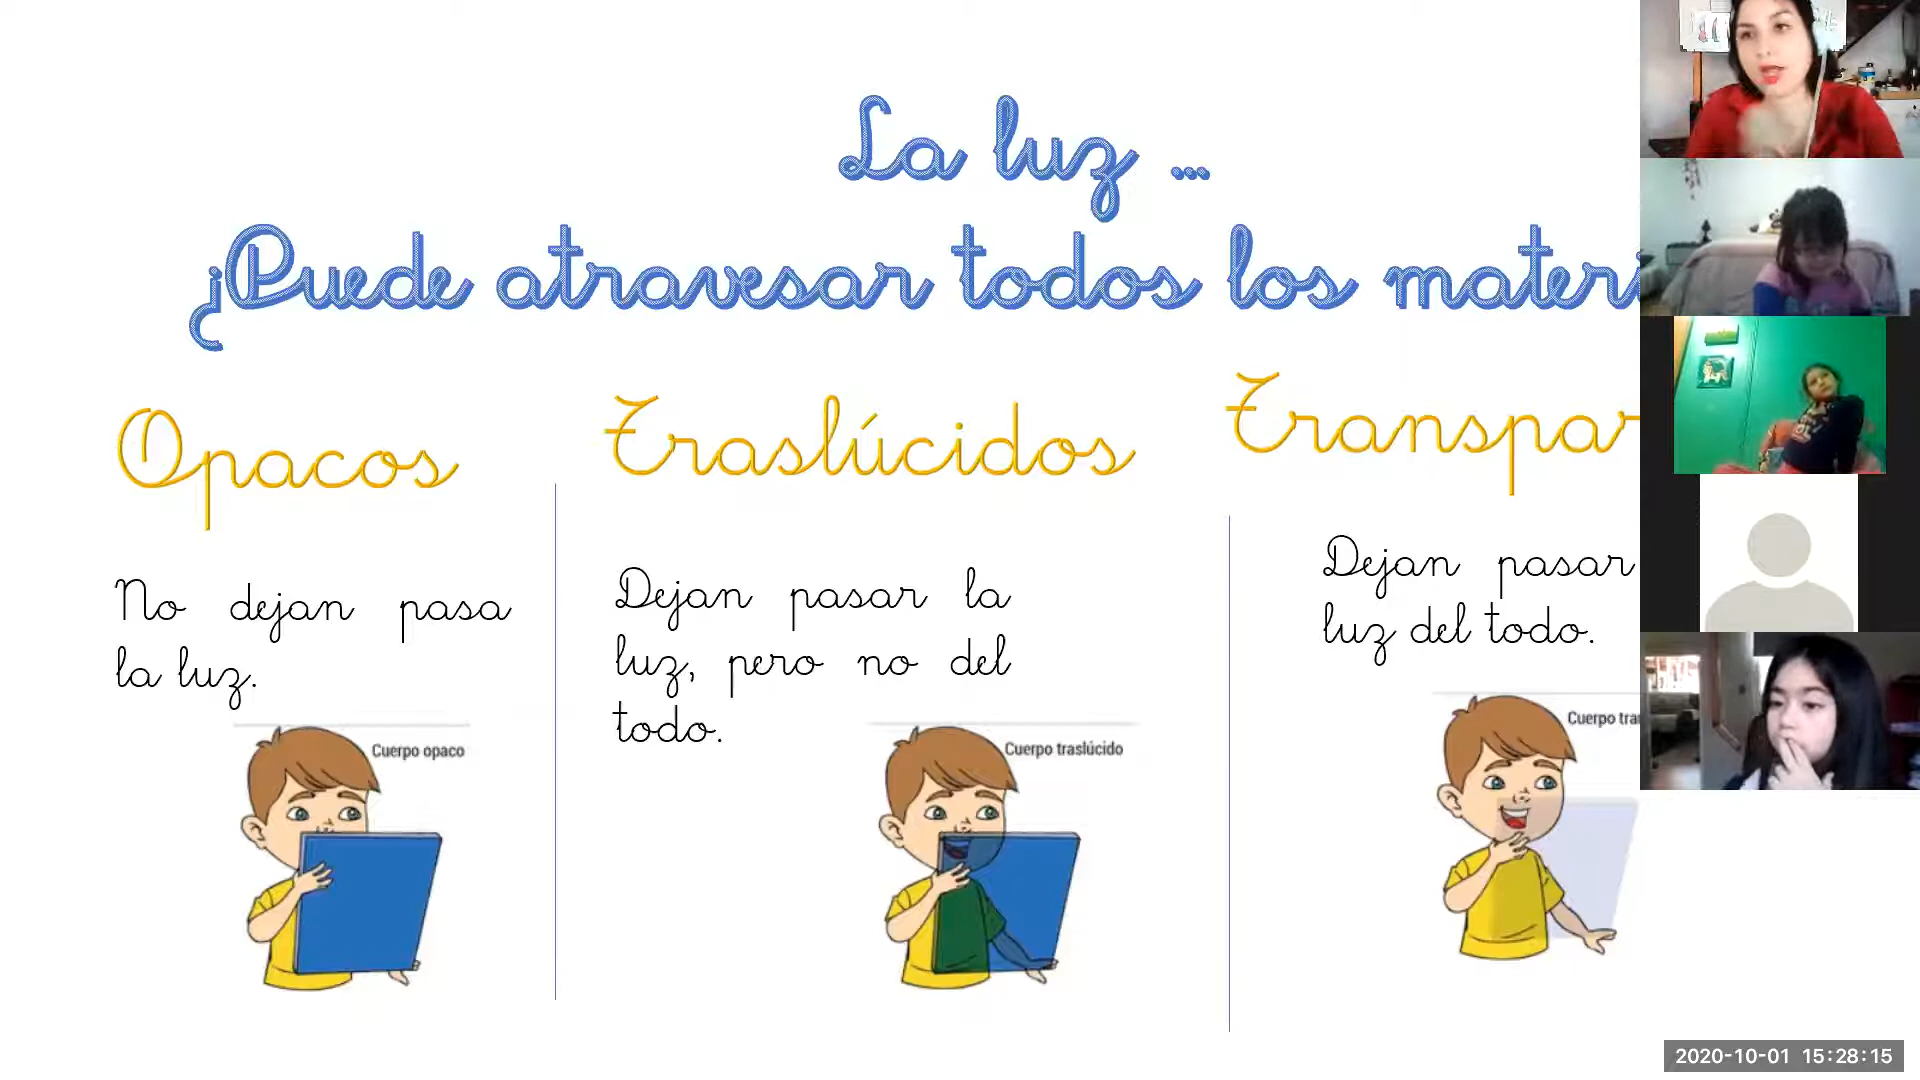 La luz ...
¿Puede atravesar todos los materi
Opacos
Traslúcidos
Transpar
No dejan pasa
la luz.
Dejan pasar la
luz, pero no del
todo.
Dejan pasar
luz del todo.
Cuerpo opaco
Cuerpo traslúcido
Cuerpo tra
2020-10-01 15:28:15